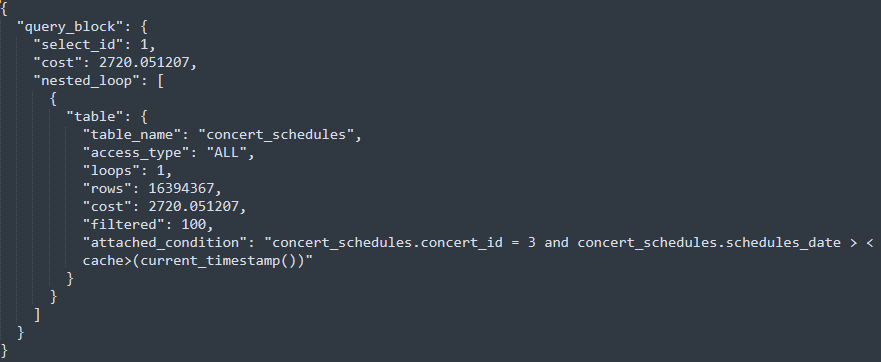 {
  "query_block": {
    "select_id": 1,
    "cost": 2720.051207,
    "nested_loop": [
      {
        "table": {
          "table_name": "concert_schedules",
          "access_type": "ALL",
          "loops": 1,
          "rows": 16394367,
          "cost": 2720.051207,
          "filtered": 100,
          "attached_condition": "concert_schedules.concert_id = 3 and concert_schedules.schedules_date > <
          cache>(current_timestamp())"
        }
      }
    ]
  }
}